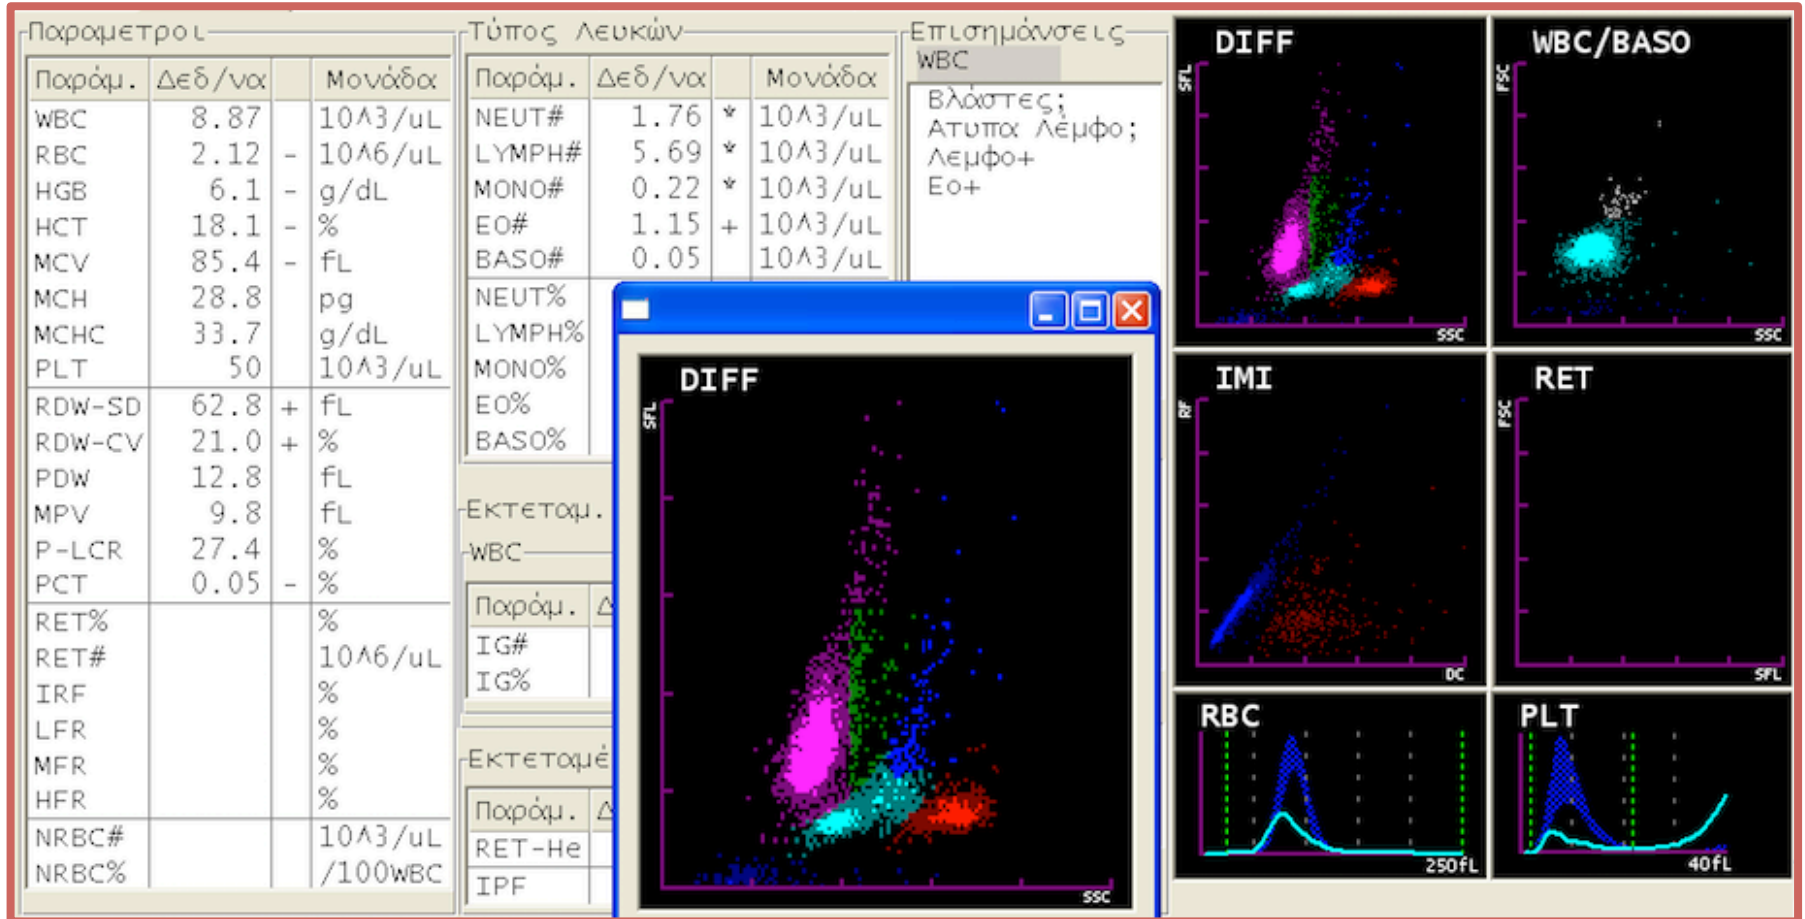 Παραμετροι
Παράμ. Δεδ/να Μονάδα
WBC 8.87 10^3/uL
RBC 2.12 - 10^6/uL
HGB 6.1 - g/dL
HCT 18.1 - %
MCV 85.4 - fL
MCH 28.8 pg
MCHC 33.7 g/dL
PLT 50 10^3/uL
RDW-SD 62.8 + fL
RDW-CV 21.0 + %
PDW 12.8 fL
MPV 9.8 fL
P-LCR 27.4 %
PCT 0.05 - %
RET% %
RET# 10^6/uL
IRF %
LFR %
MFR %
HFR %
NRBC# 10^3/uL
NRBC% /100WBC
Τύπος Λευκών
Παράμ. Δεδ/να Μονάδα
NEUT# 1.76 * 10^3/uL
LYMPH# 5.69 * 10^3/uL
MONO# 0.22 * 10^3/uL
EO# 1.15 + 10^3/uL
BASO# 0.05 10^3/uL
NEUT%
LYMPH%
MONO%
EO%
BASO%
Εκτεταμ.
WBC
Παράμ. Δ
IG#
IG%
Εκτεταμέ
Παράμ. Δ
RET-He
IPF
Επισημάνσεις
WBC
Βλάστες;
Ατυπα Λέμφο;
Λεμφο+
Εο+
DIFF
SFL
SSC
DIFF
SFL
SSC
WBC/BASO
FSC
SSC
IMI
RF
DC
RET
FSC
SFL
RBC
250fL
PLT
40fL